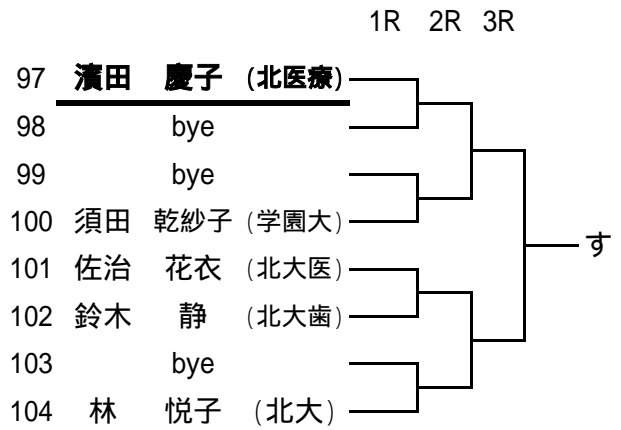 1R 2R 3R
97 濱田 慶子 (北医療)
98 bye
99 bye
100 須田 乾紗子 (学園大)
す
101 佐治 花衣 (北大医)
102 鈴木 静 (北大歯)
103 bye
104 林 悦子 (北大)